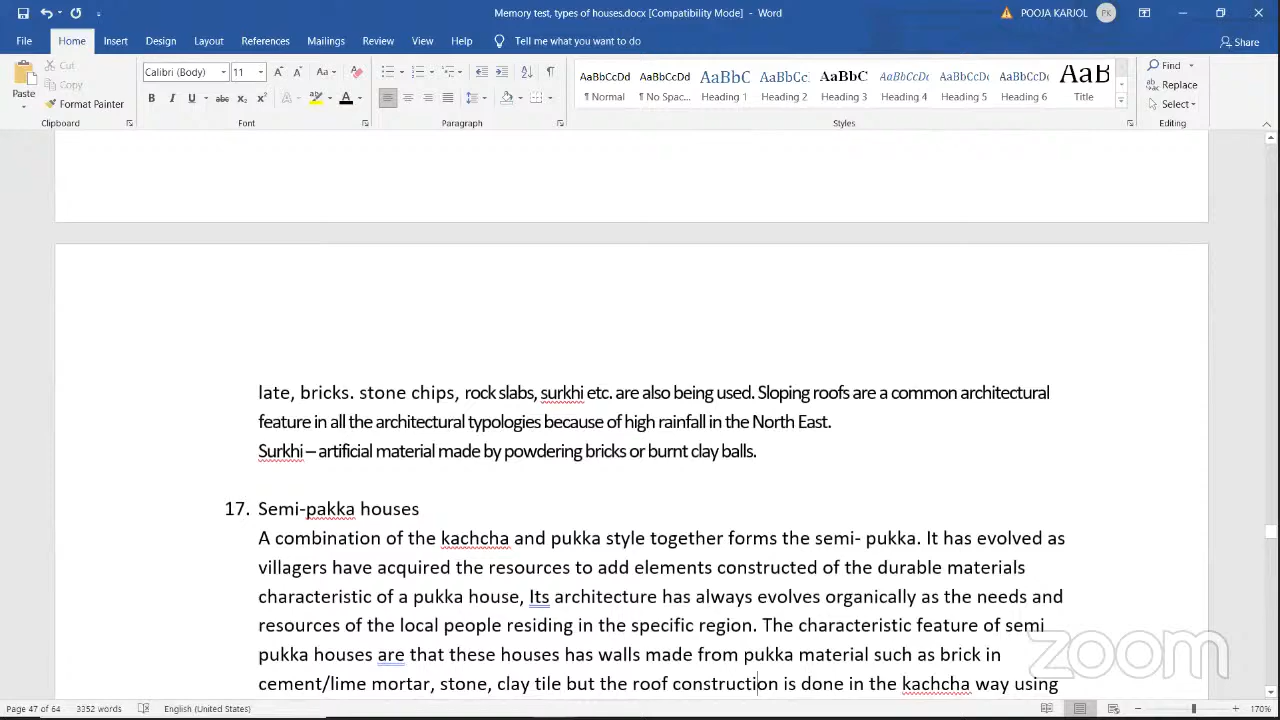 Memory test, types of houses.docx [Compatibility Mode] - Word
POOJA KARJOL PK
File Home Insert Design Layout References Mailings Review View Help Tell me what you want to do Share
Paste Cut Copy Format Painter
Calibri (Body) 11
AaBbCcDd AaBbCcDd AaBbC AaBbCc AaBbCc AaBbCcDc AaBbCcDc AaBbCcDc AaB
¶ Normal ¶ No Spac... Heading 1 Heading 2 Heading 3 Heading 4 Heading 5 Heading 6 Title
Find Replace Select
Clipboard Font Paragraph Styles Editing
late, bricks. stone chips, rock slabs, surkhi etc. are also being used. Sloping roofs are a common architectural
feature in all the architectural typologies because of high rainfall in the North East.
Surkhi – artificial material made by powdering bricks or burnt clay balls.
17. Semi-pakka houses
A combination of the kachcha and pukka style together forms the semi- pukka. It has evolved as
villagers have acquired the resources to add elements constructed of the durable materials
characteristic of a pukka house, Its architecture has always evolves organically as the needs and
resources of the local people residing in the specific region. The characteristic feature of semi
pukka houses are that these houses has walls made from pukka material such as brick in
cement/lime mortar, stone, clay tile but the roof construction is done in the kachcha way using
zoom
Page 47 of 64 3352 words English (United States) 170%